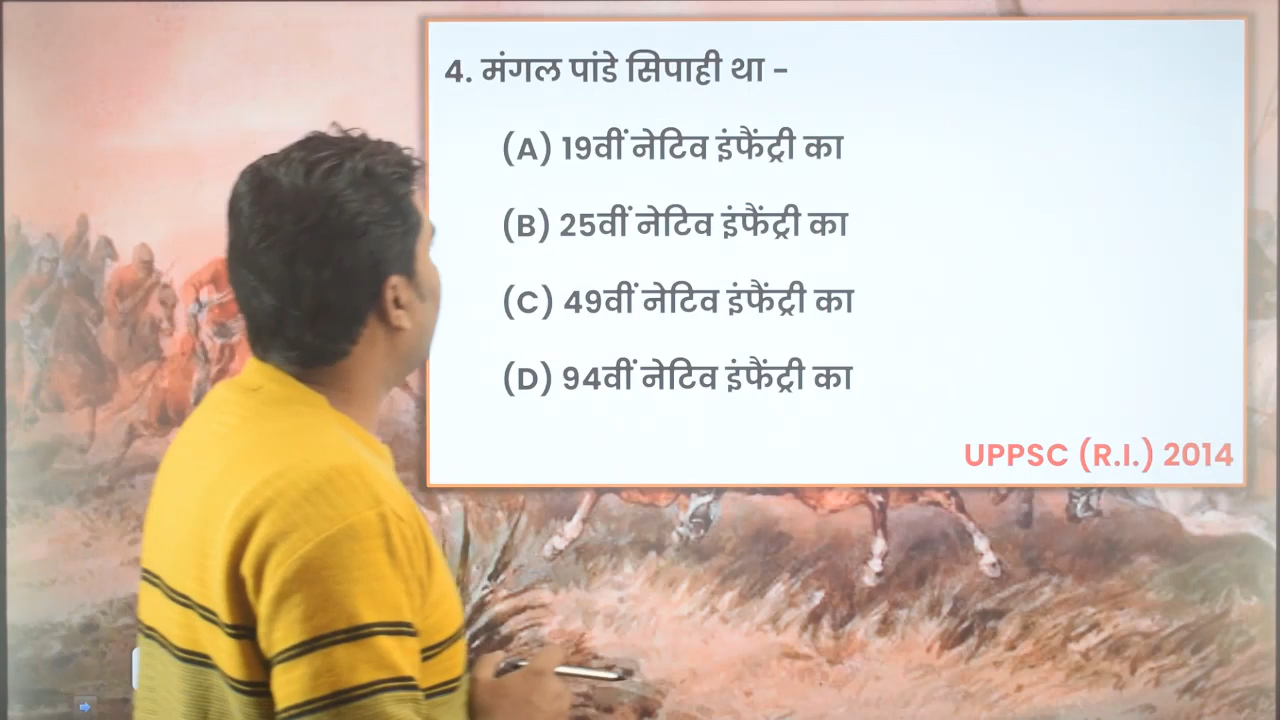 4. मंगल पांडे सिपाही था -
(A) 19वीं नेटिव इंफैंट्री का
(B) 25वीं नेटिव इंफैंट्री का
(C) 49वीं नेटिव इंफैंट्री का
(D) 94वीं नेटिव इंफैंट्री का
UPPSC (R.I.) 2014